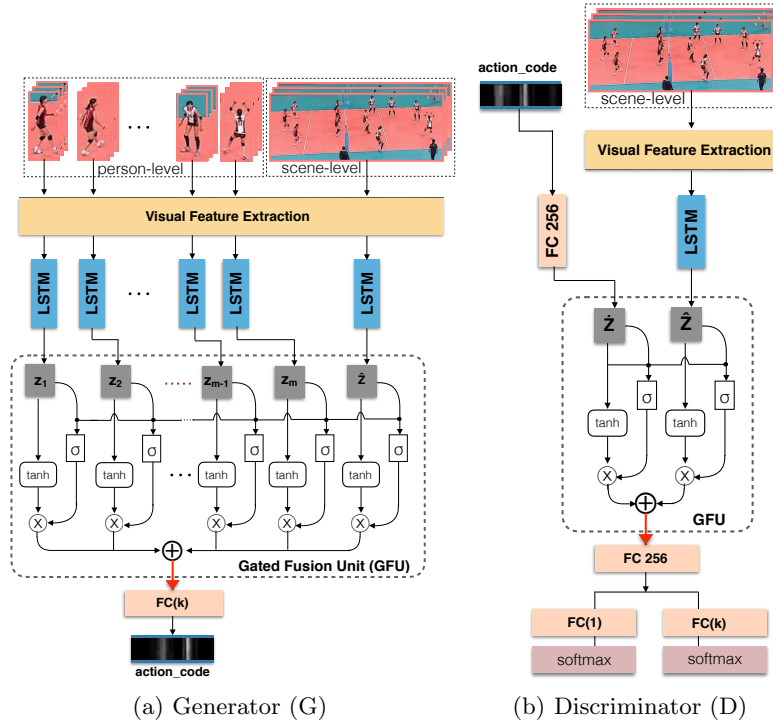 person-level
scene-level
Visual Feature Extraction
LSTM
LSTM
...
LSTM
LSTM
LSTM
z1
z2
.....
zm-1
zm
ẑ
σ
σ
σ
σ
σ
tanh
tanh
...
tanh
tanh
tanh
X
X
X
X
X
+
Gated Fusion Unit (GFU)
FC(k)
action_code
(a) Generator (G)
action_code
scene-level
Visual Feature Extraction
FC 256
LSTM
Ż
Ẑ
σ
σ
tanh
tanh
X
X
+
GFU
FC 256
FC(1)
FC(k)
softmax
softmax
(b) Discriminator (D)